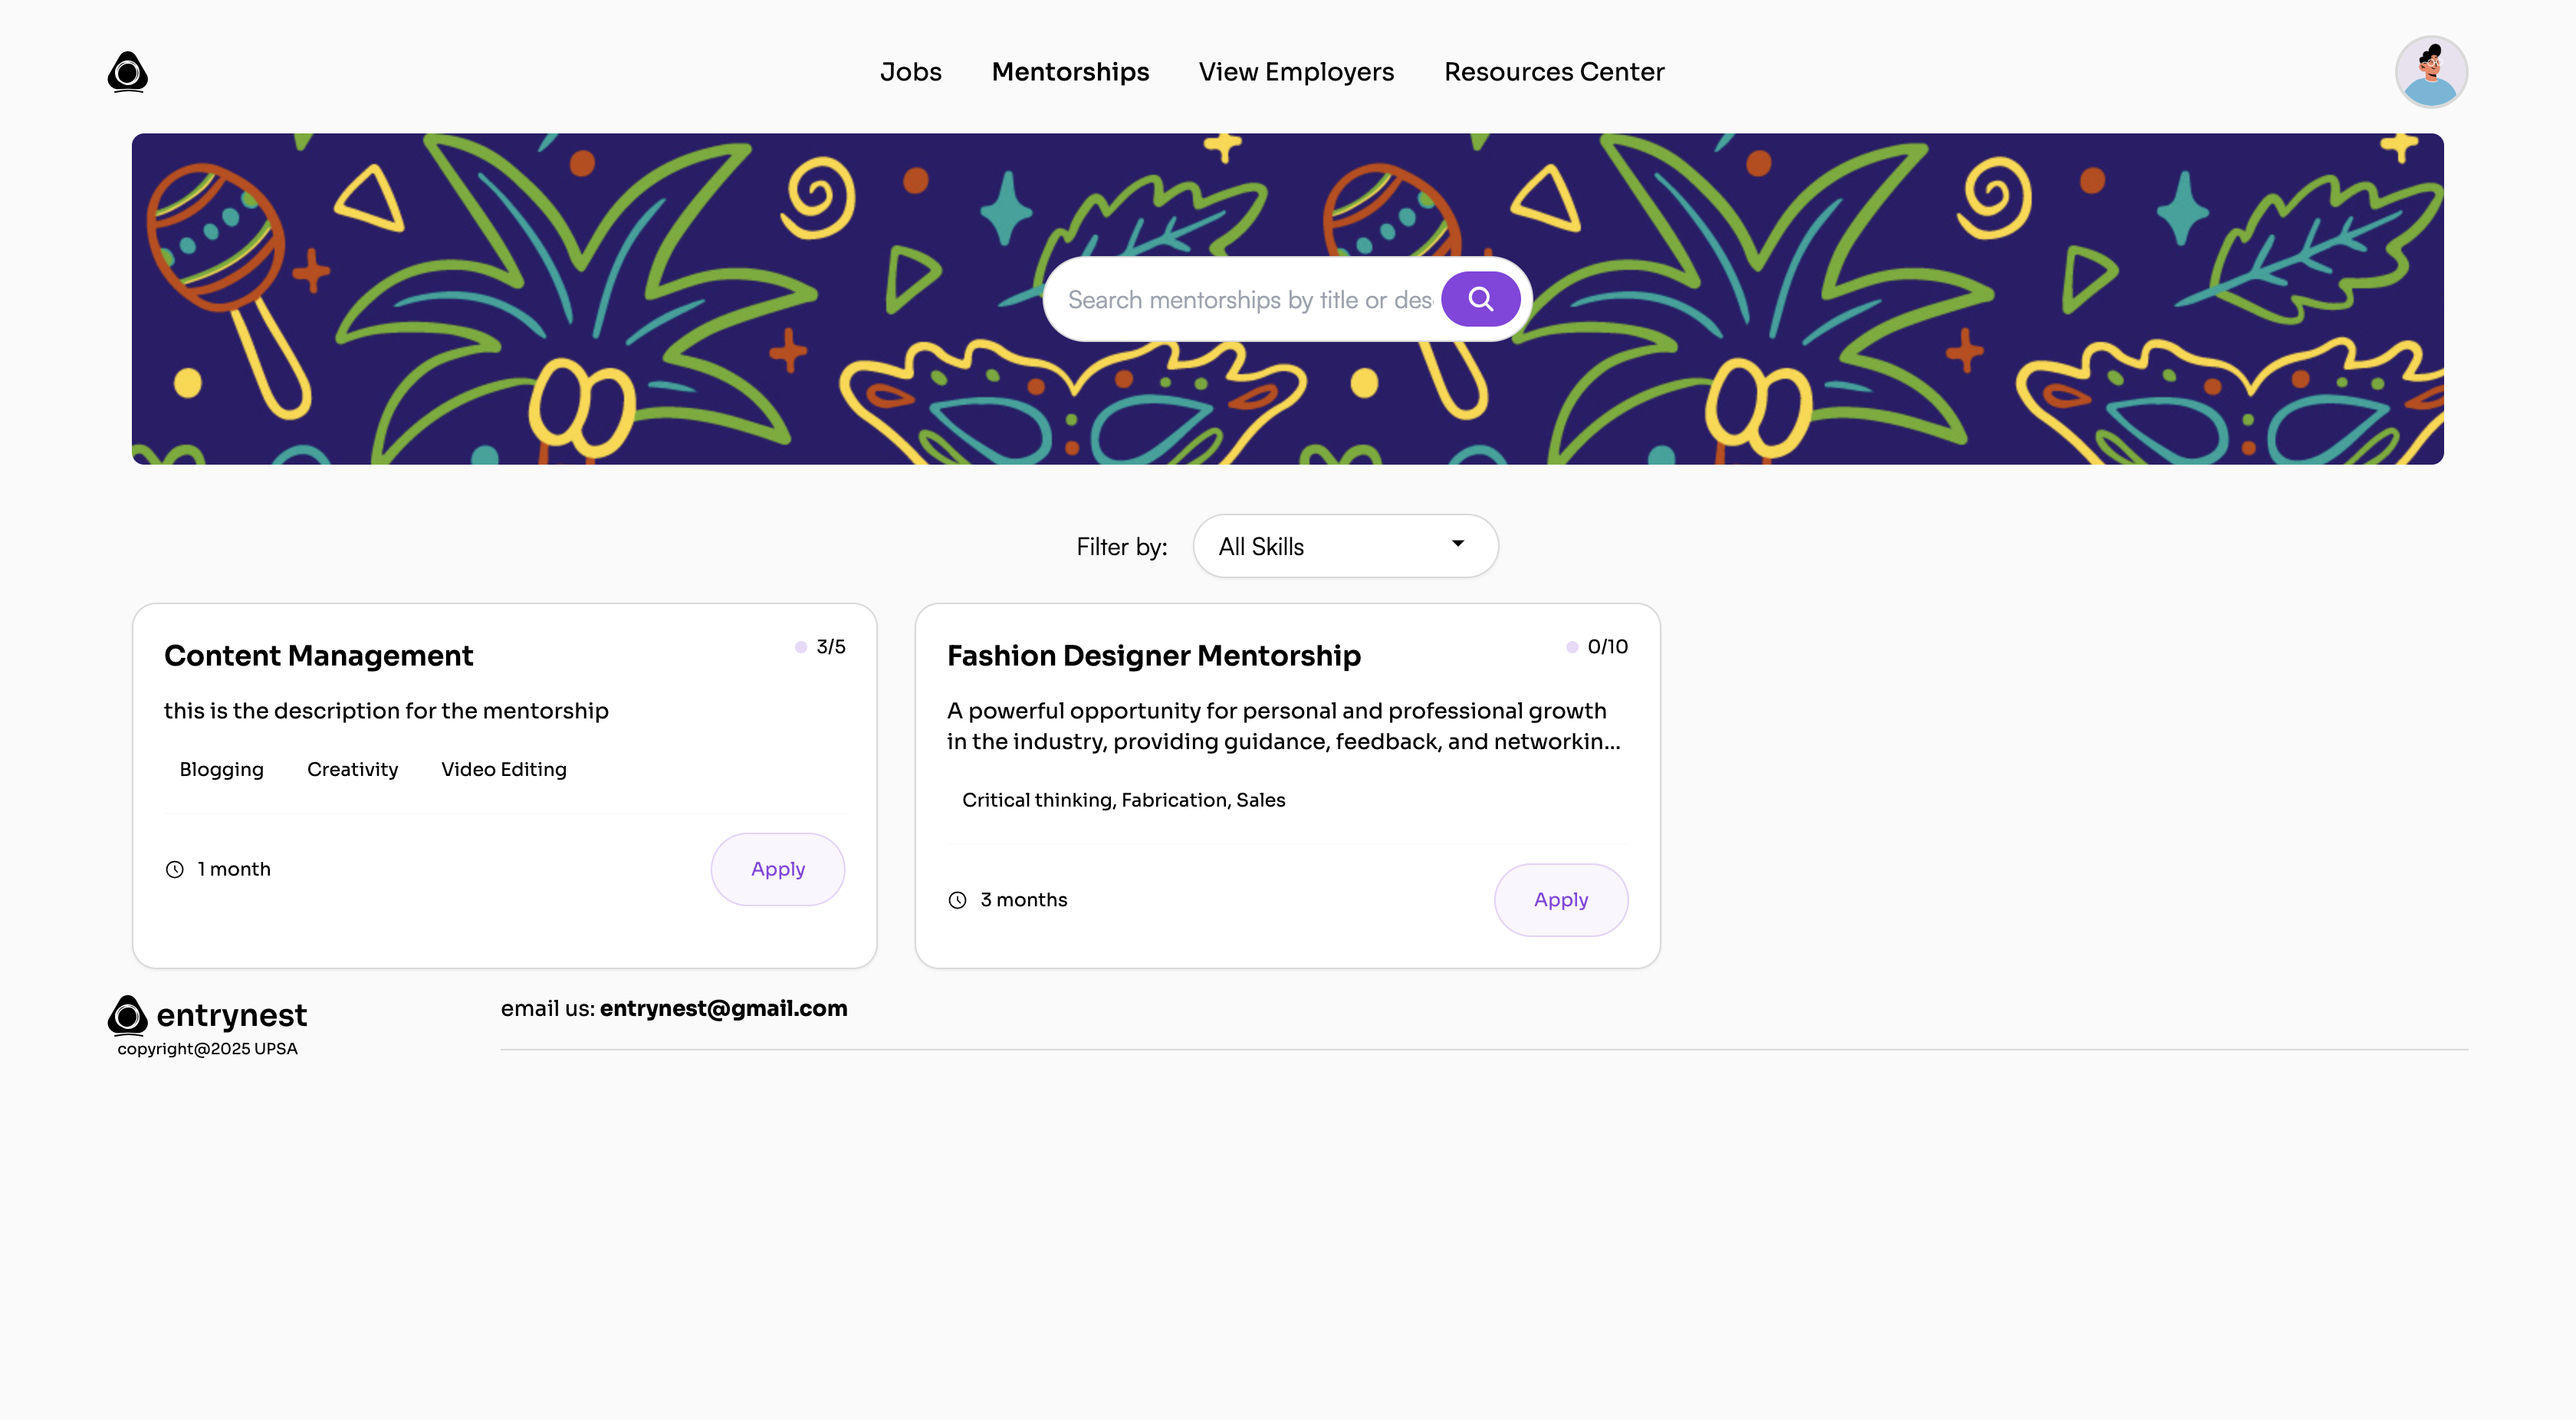 Jobs
Mentorships
View Employers
Resources Center
Search mentorships by title or des
Filter by:
All Skills
Content Management
3/5
this is the description for the mentorship
Blogging
Creativity
Video Editing
1 month
Apply
Fashion Designer Mentorship
0/10
A powerful opportunity for personal and professional growth
in the industry, providing guidance, feedback, and networkin...
Critical thinking, Fabrication, Sales
3 months
Apply
entrynest
copyright@2025 UPSA
email us: entrynest@gmail.com